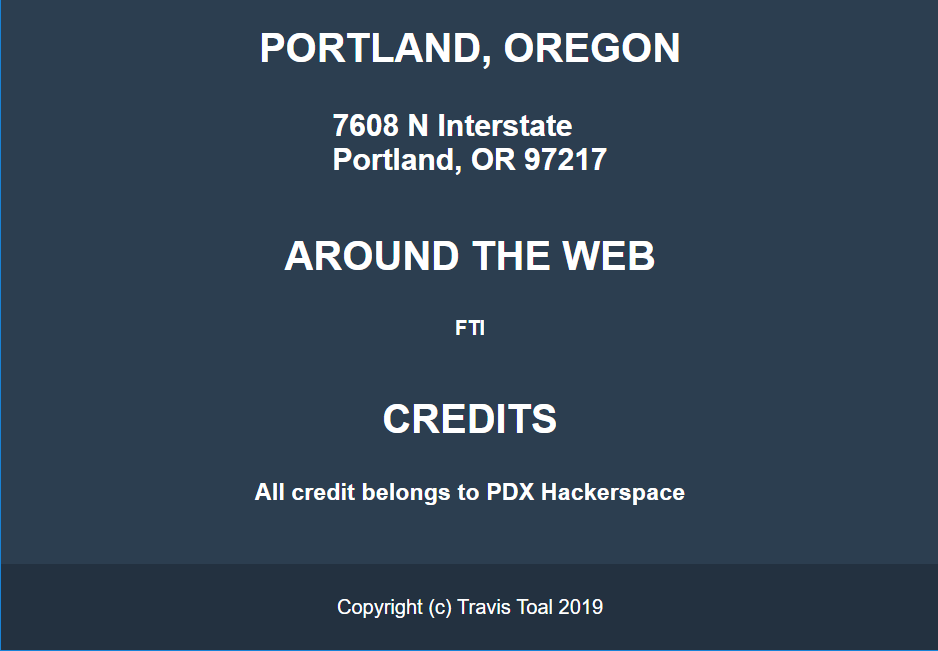 PORTLAND, OREGON
7608 N Interstate
Portland, OR 97217
AROUND THE WEB
FTI
CREDITS
All credit belongs to PDX Hackerspace
Copyright (c) Travis Toal 2019